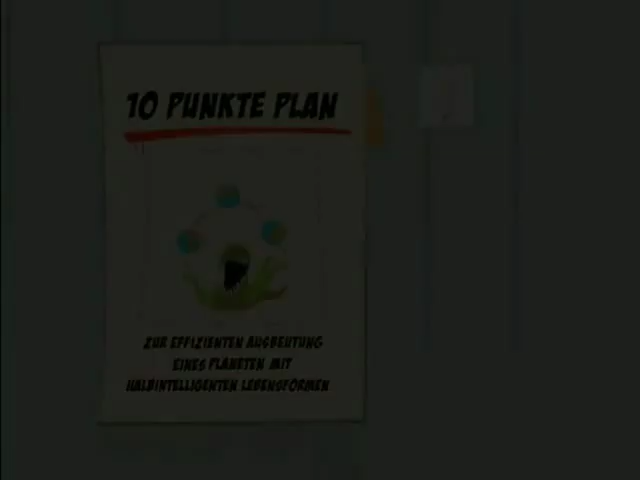 10 PUNKTE PLAN
ZUR EFFIZIENTEN AUSBEUTUNG
EINES PLANETEN MIT
HALBINTELLIGENTEN LEBENSFORMEN